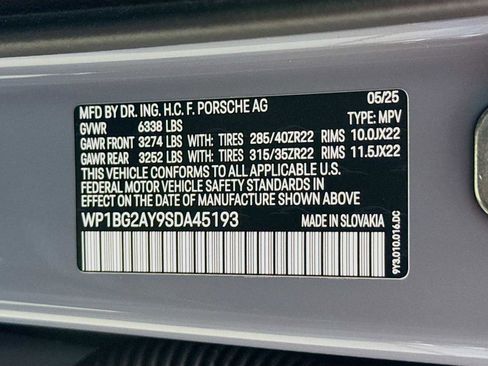 MFD BY DR. ING. H.C. F. PORSCHE AG 05/25
GVWR 6338 LBS TYPE: MPV
GAWR FRONT 3274 LBS WITH: TIRES 285/40ZR22 RIMS 10.0JX22
GAWR REAR 3252 LBS WITH: TIRES 315/35ZR22 RIMS 11.5JX22
THIS VEHICLE CONFORMS TO ALL APPLICABLE U.S.
FEDERAL MOTOR VEHICLE SAFETY STANDARDS IN
EFFECT ON THE DATE OF MANUFACTURE SHOWN ABOVE
WP1BG2AY9SDA45193 MADE IN SLOVAKIA
9Y3.010.016.DC